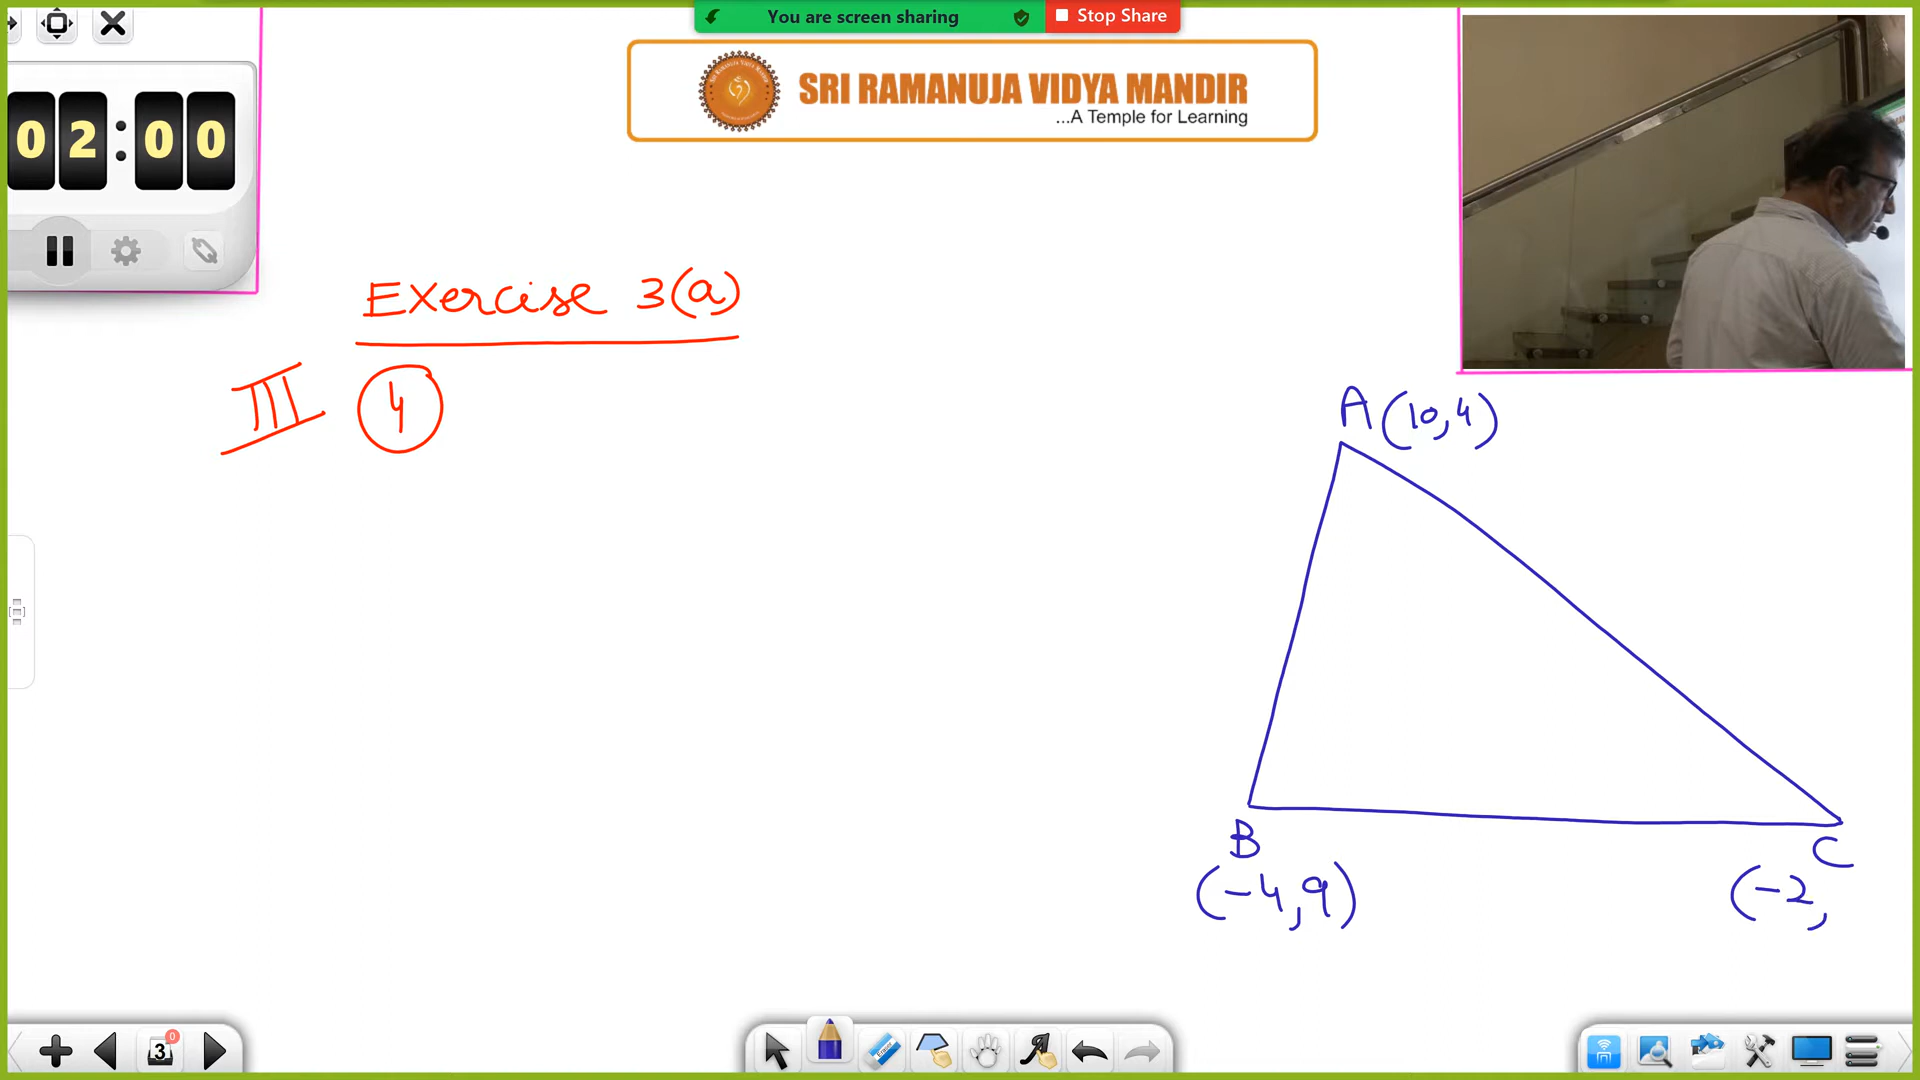 You are screen sharing
Stop Share
SRI RAMANUJA VIDYA MANDIR
...A Temple for Learning
02:00
Exercise 3(a)
III 4
A (10,4)
B
C
(-4,9)
(-2,
3
0